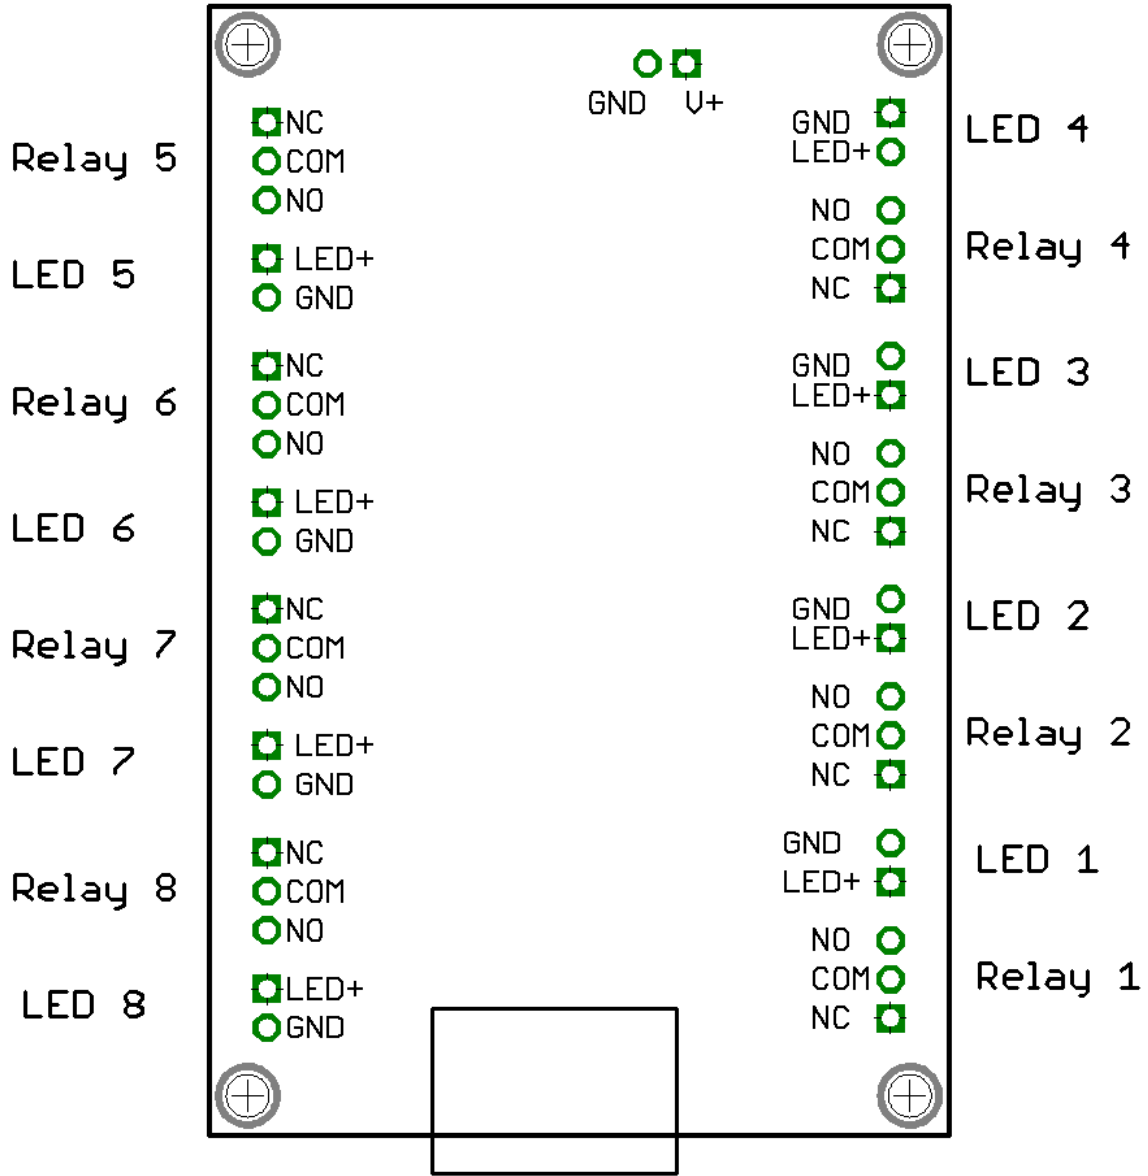 GND V+
NC
Relay 5 COM
NO
LED 5 LED+
GND
NC
Relay 6 COM
NO
LED 6 LED+
GND
NC
Relay 7 COM
NO
LED 7 LED+
GND
NC
Relay 8 COM
NO
LED 8 LED+
GND
GND LED 4
LED+
NO
COM Relay 4
NC
GND LED 3
LED+
NO
COM Relay 3
NC
GND LED 2
LED+
NO
COM Relay 2
NC
GND LED 1
LED+
NO
COM Relay 1
NC